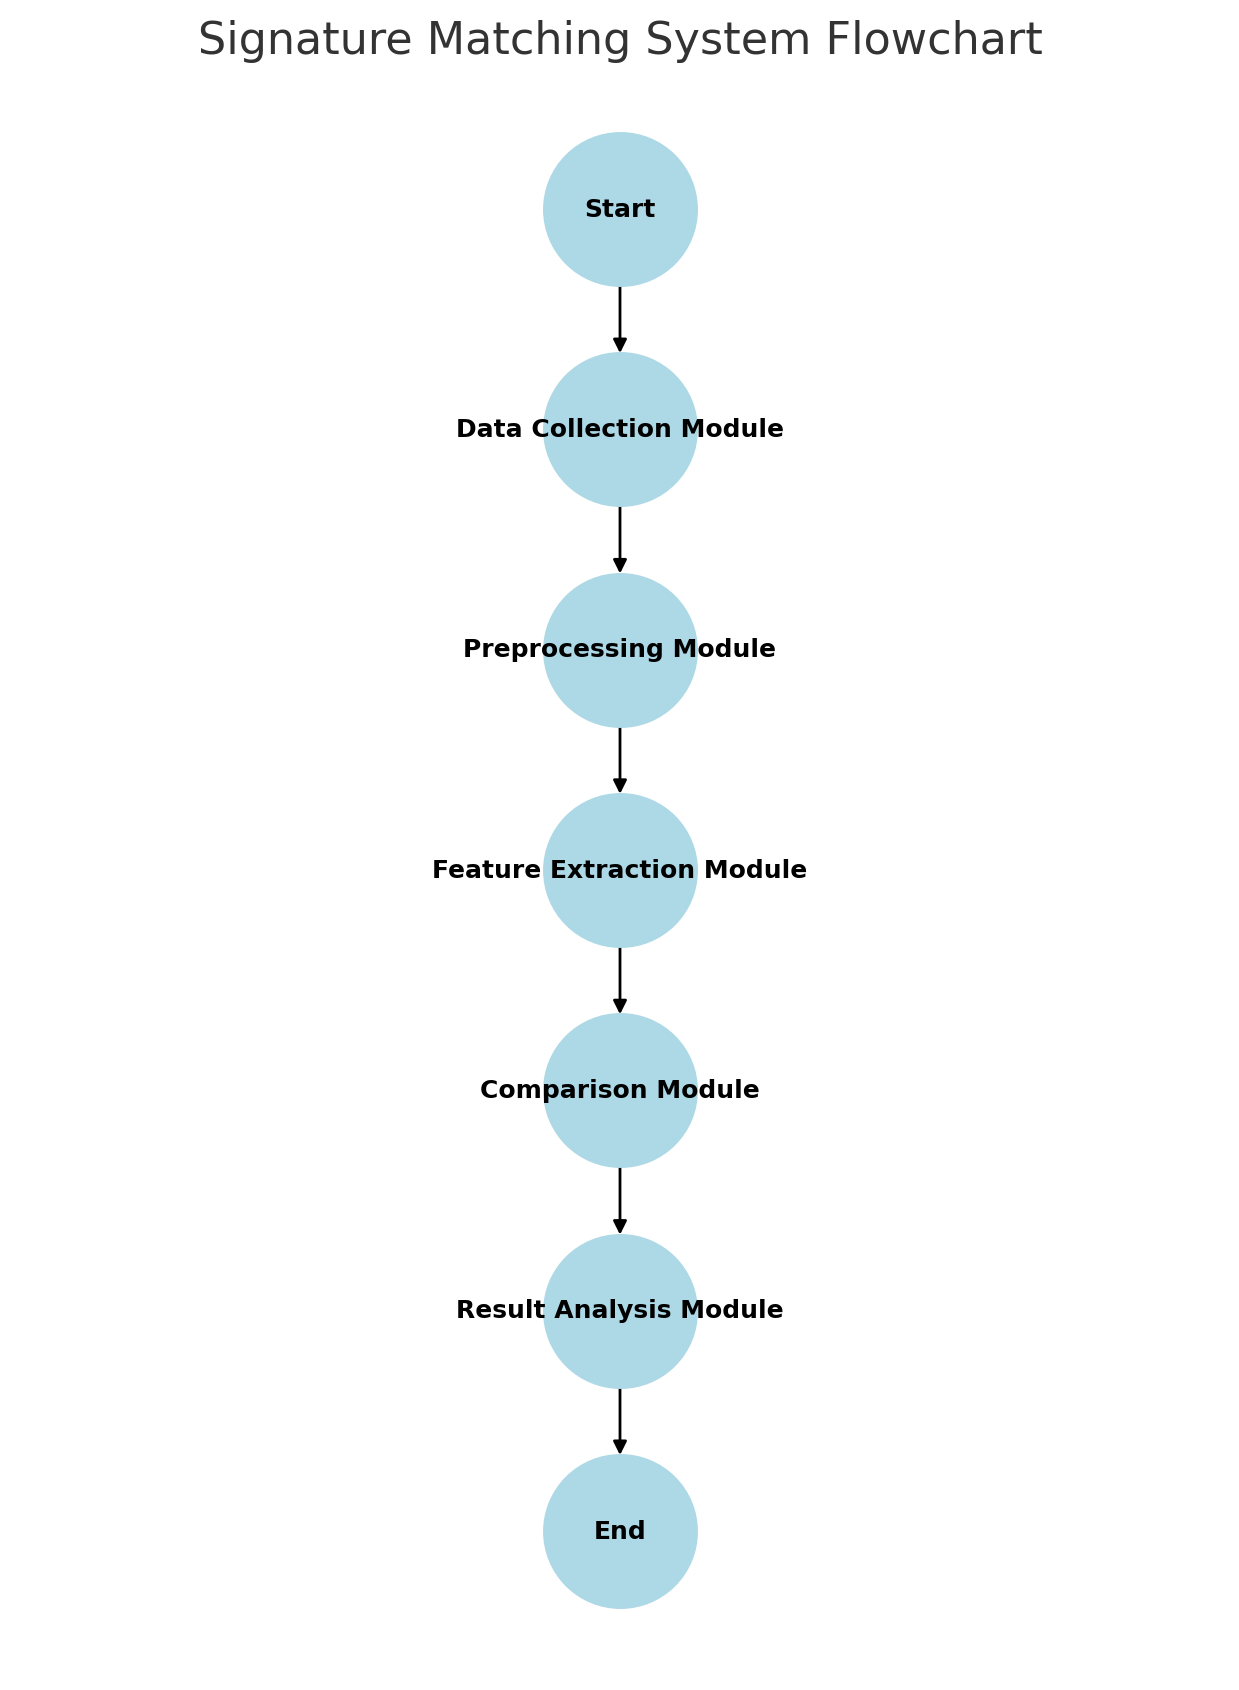 Signature Matching System Flowchart
Start
Data Collection Module
Preprocessing Module
Feature Extraction Module
Comparison Module
Result Analysis Module
End